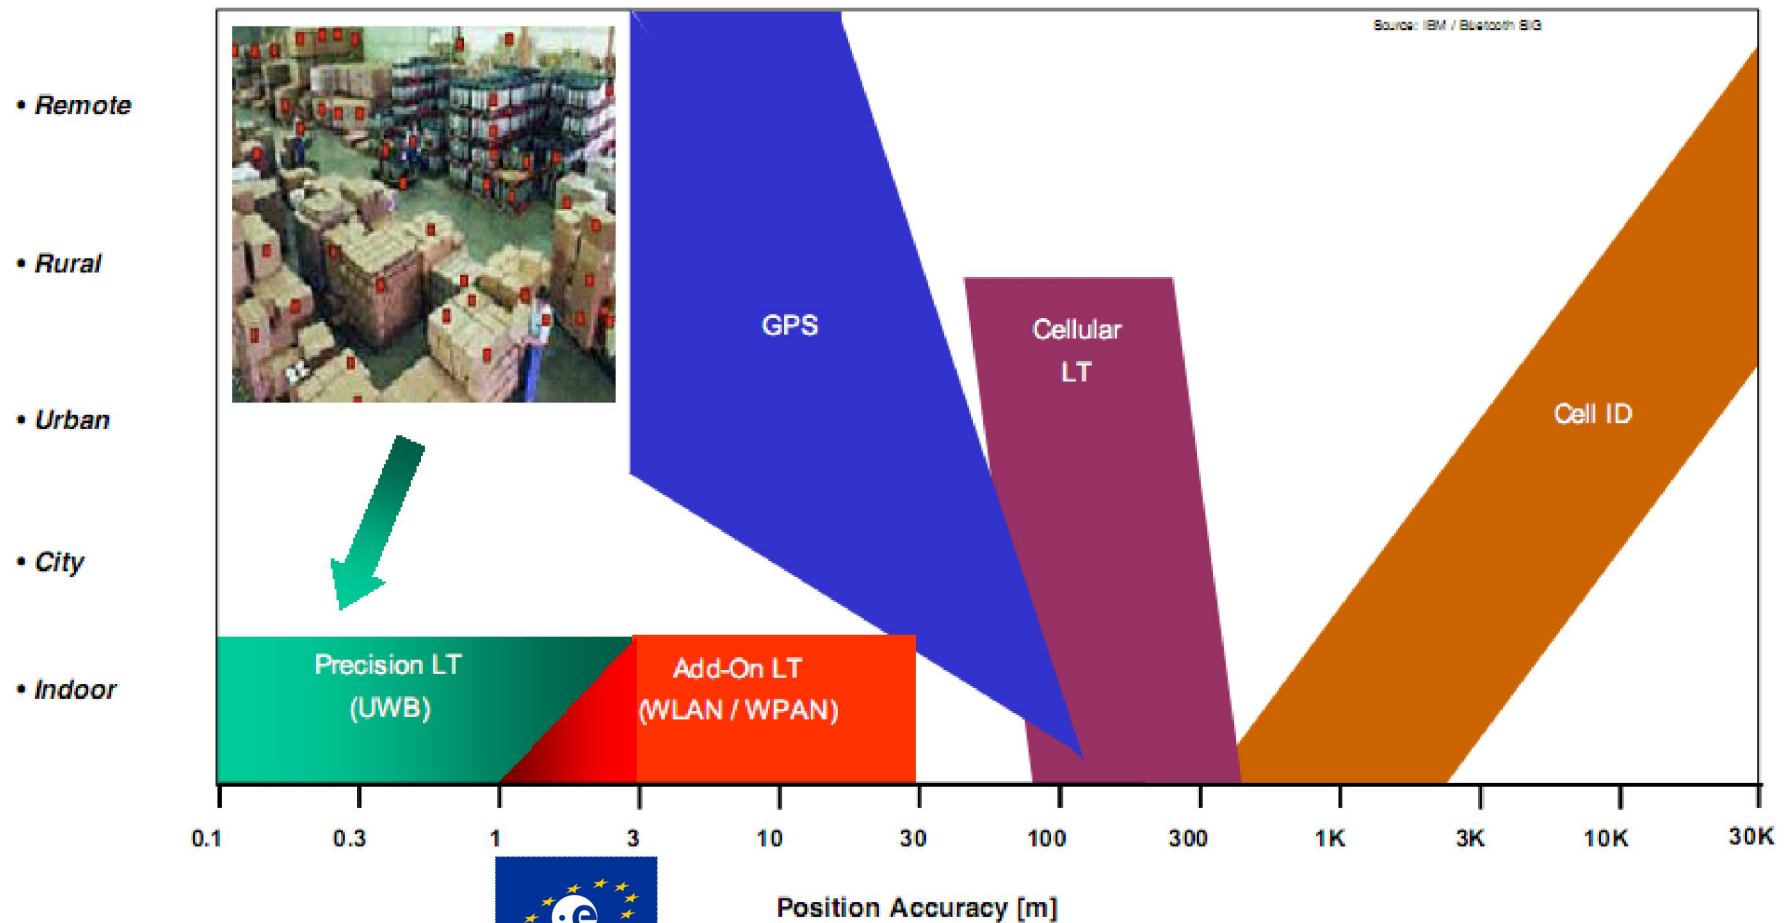 Source: IBM / Bluetooth SIG
• Remote
• Rural
• Urban
• City
• Indoor
GPS
Cellular
LT
Cell ID
Precision LT
(UWB)
Add-On LT
(WLAN / WPAN)
0.1 0.3 1 3 10 30 100 300 1K 3K 10K 30K
Position Accuracy [m]
e